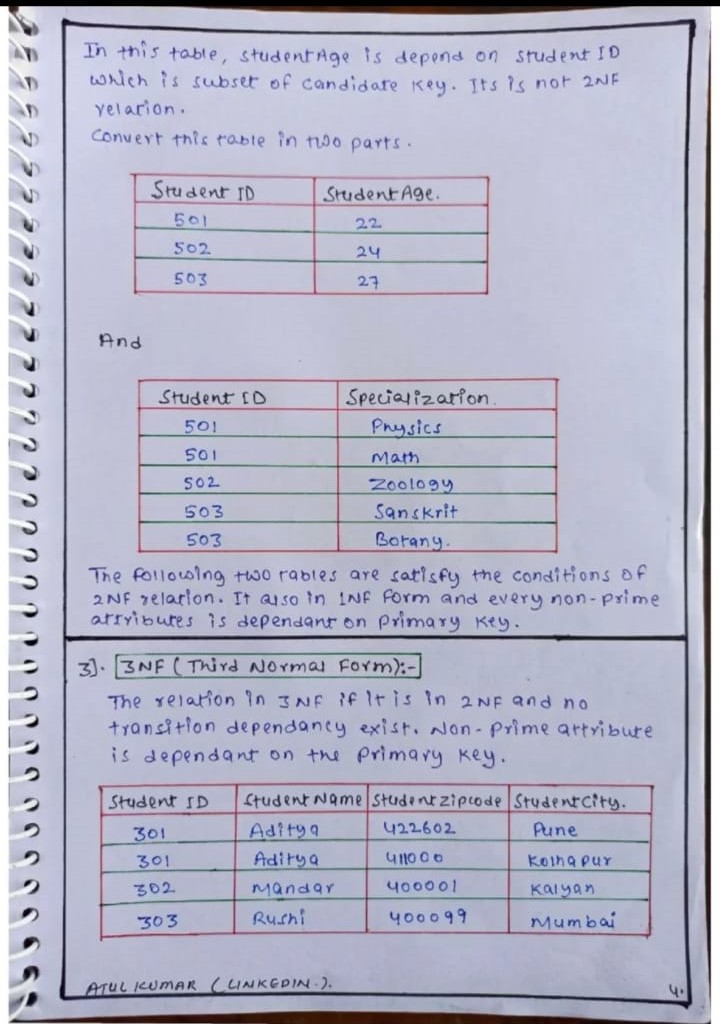 In this table, StudentAge is depend on Student ID
which is subset of candidate key. Its is not 2NF
relation.
Convert this table in two parts.
Student ID StudentAge.
501 22
502 24
503 27
And
Student ID Specialization.
501 Physics
501 Math
502 Zoology
503 Sanskrit
503 Botany.
The following two tables are satisfy the conditions of
2NF relation. It also in 1NF form and every non-prime
attributes is dependant on primary key.
3]. 3NF (Third Normal Form):-
The relation in 3NF if it is in 2NF and no
transition dependancy exist. Non-Prime attribute
is dependant on the primary key.
Student ID Student Name Student zipcode StudentCity.
301 Aditya 422602 Pune
301 Aditya 411000 Kolhapur
302 Mandar 400001 Kalyan
303 Rushi 400099 Mumbai
ATUL KUMAR (LINKEDIN.).
4.